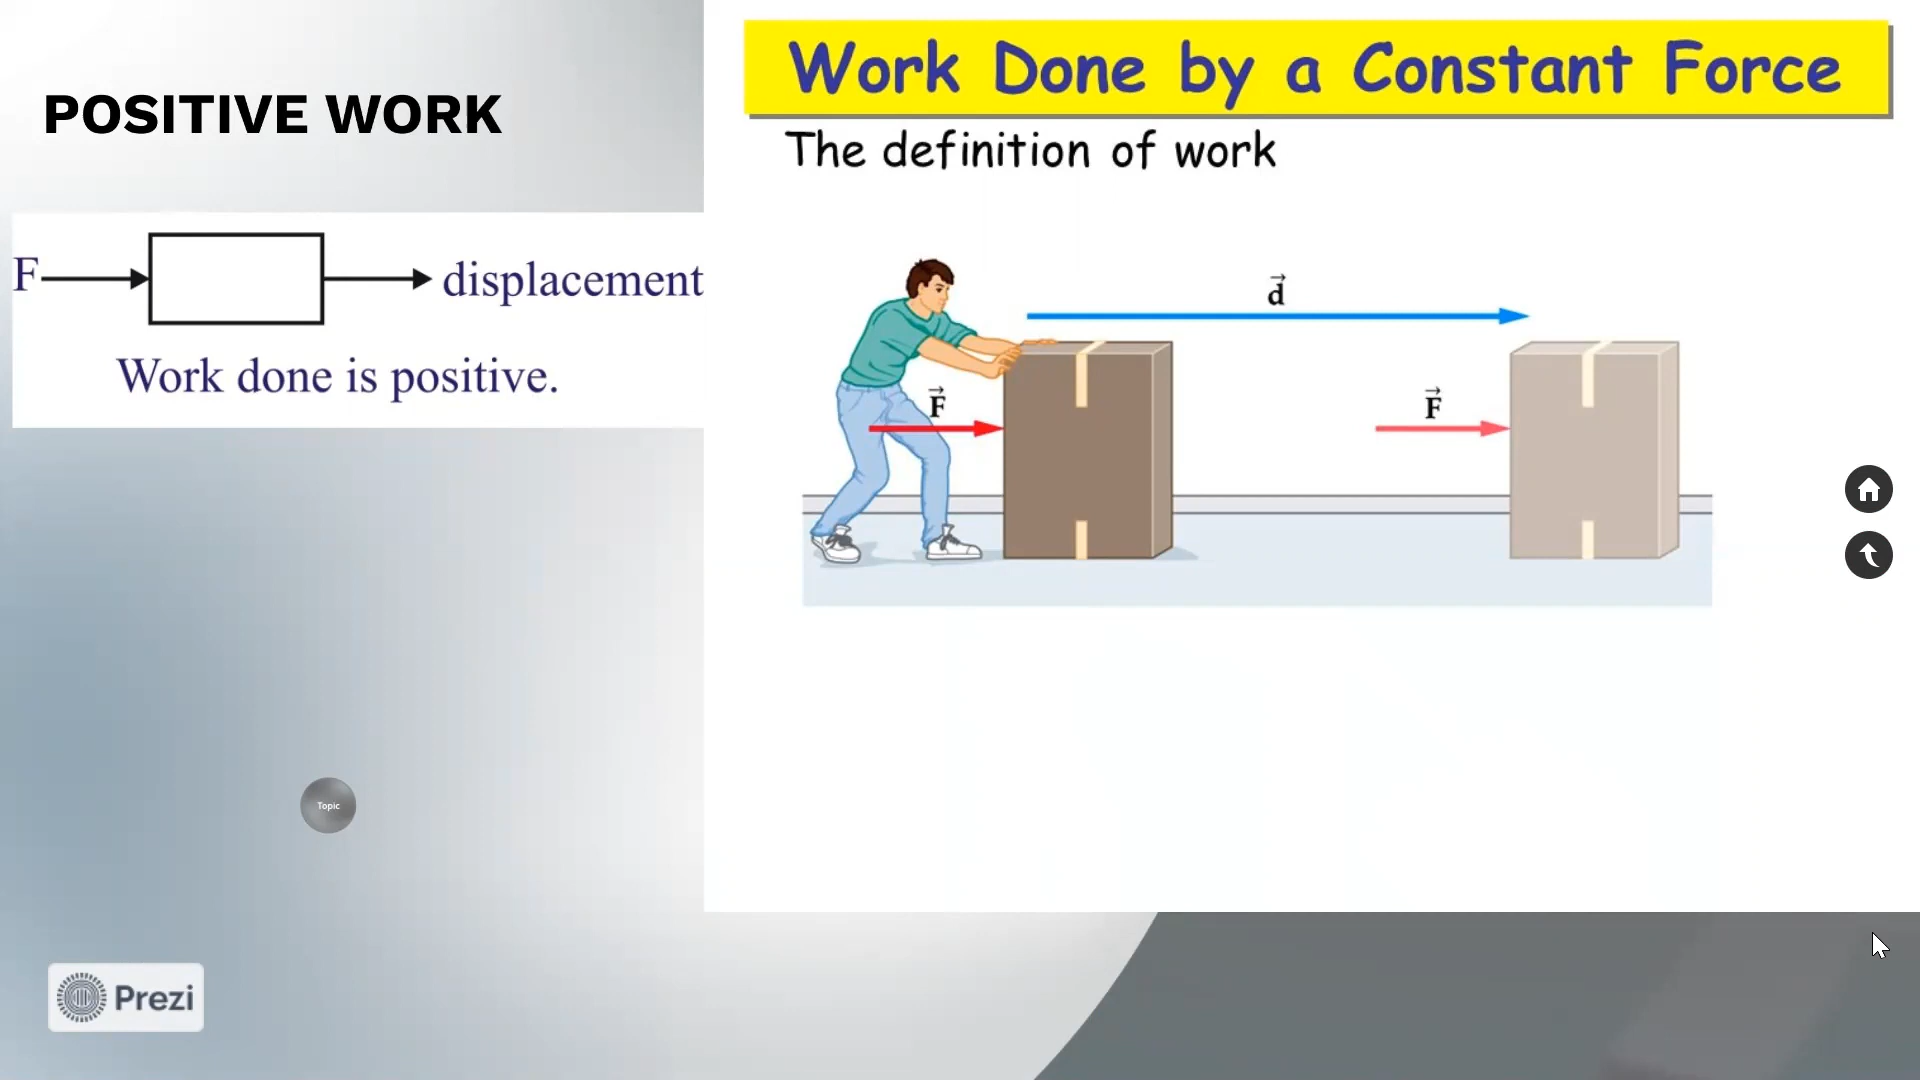 POSITIVE WORK
F displacement
Work done is positive.
Topic
Prezi
Work Done by a Constant Force
The definition of work
d⃗
F⃗
F⃗